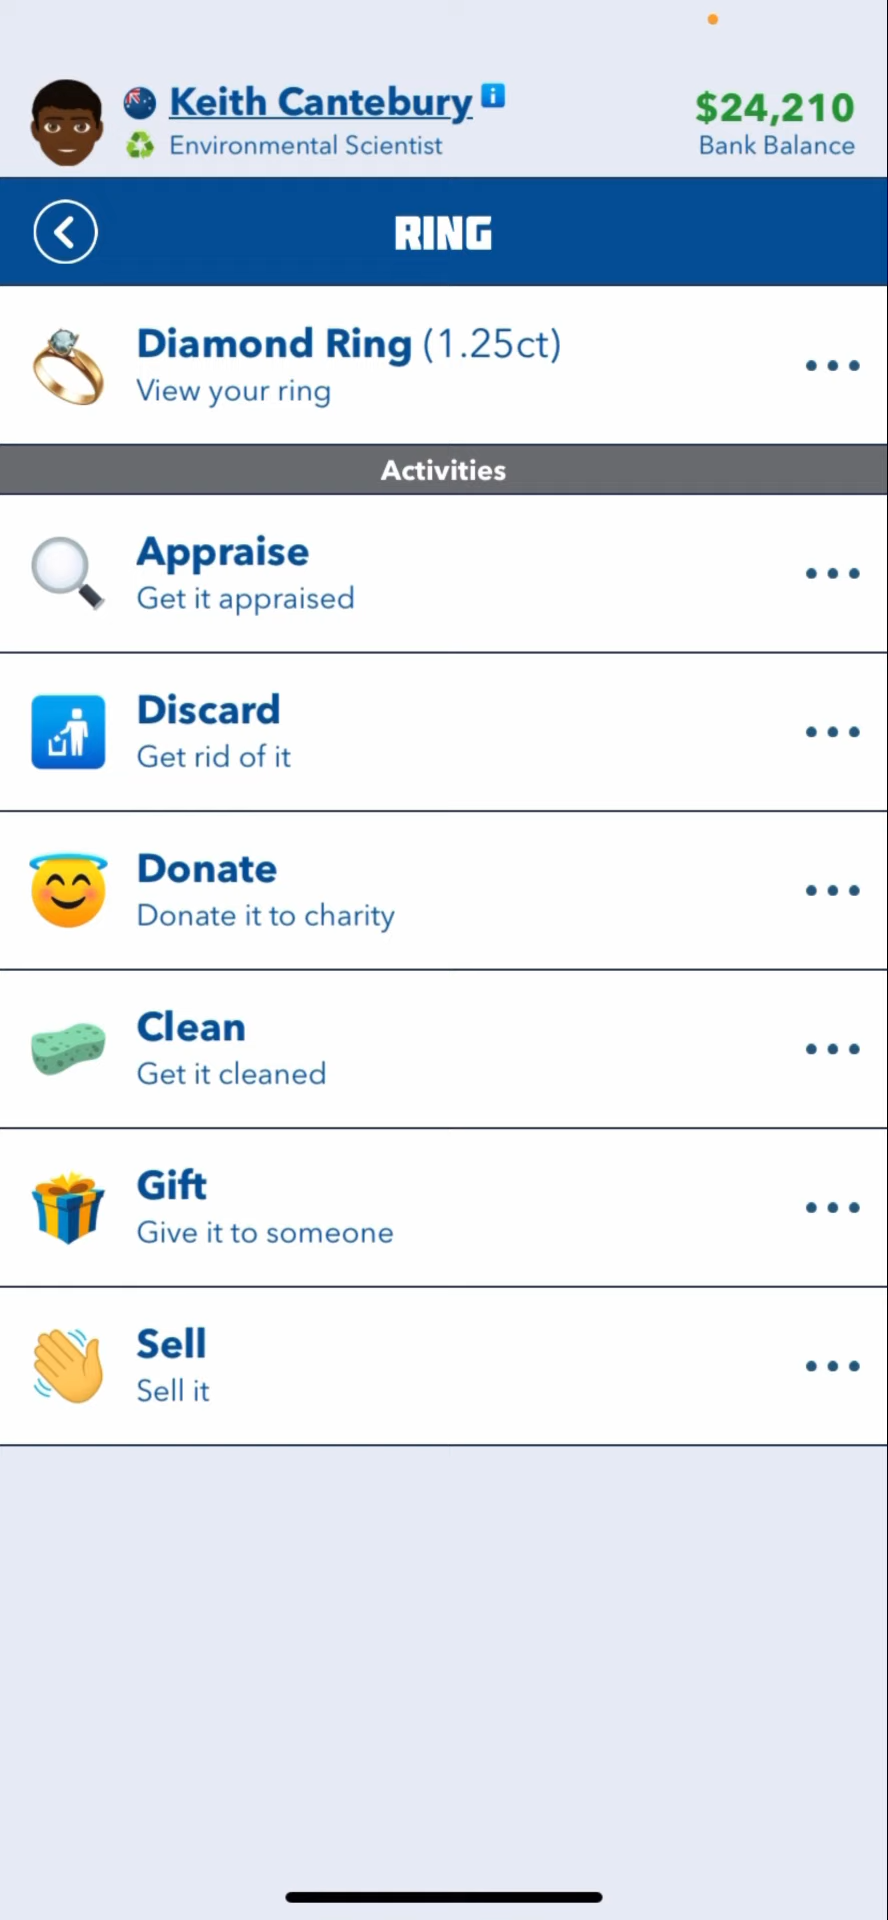 Keith Cantebury
$24,210
Environmental Scientist
Bank Balance
RING
Diamond Ring (1.25ct)
View your ring
Activities
Appraise
Get it appraised
Discard
Get rid of it
Donate
Donate it to charity
Clean
Get it cleaned
Gift
Give it to someone
Sell
Sell it